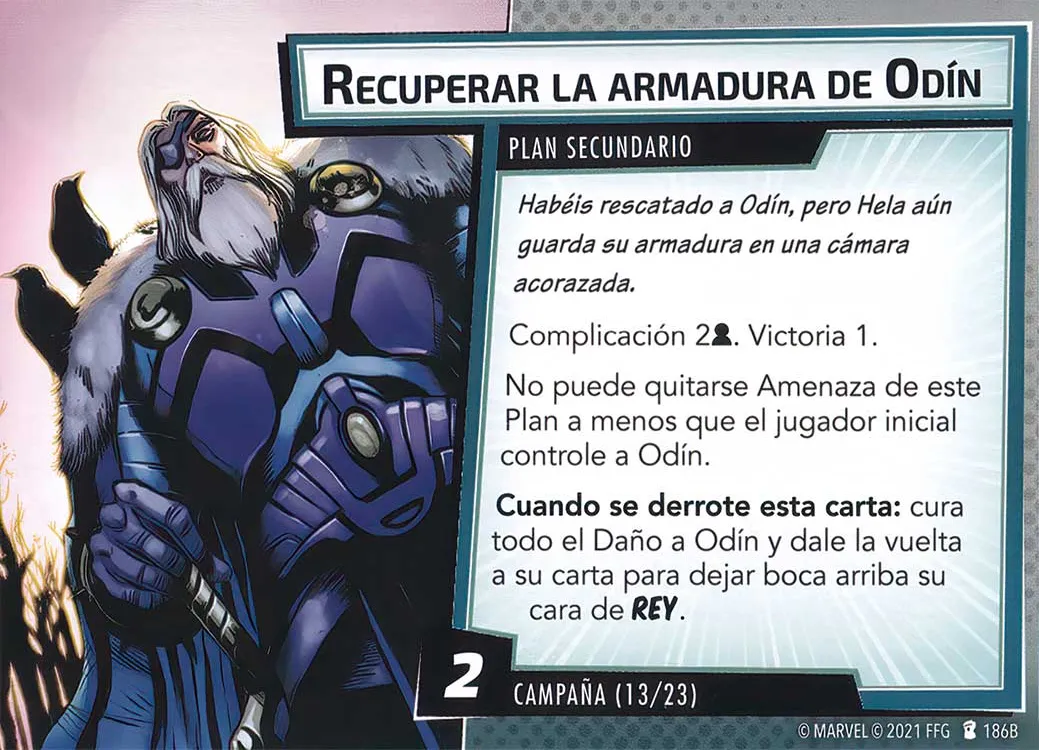 RECUPERAR LA ARMADURA DE ODÍN
PLAN SECUNDARIO
Habéis rescatado a Odín, pero Hela aún
guarda su armadura en una cámara
acorazada.
Complicación 2. Victoria 1.
No puede quitarse Amenaza de este
Plan a menos que el jugador inicial
controle a Odín.
Cuando se derrote esta carta: cura
todo el Daño a Odín y dale la vuelta
a su carta para dejar boca arriba su
cara de REY.
2
CAMPAÑA (13/23)
© MARVEL © 2021 FFG 186B